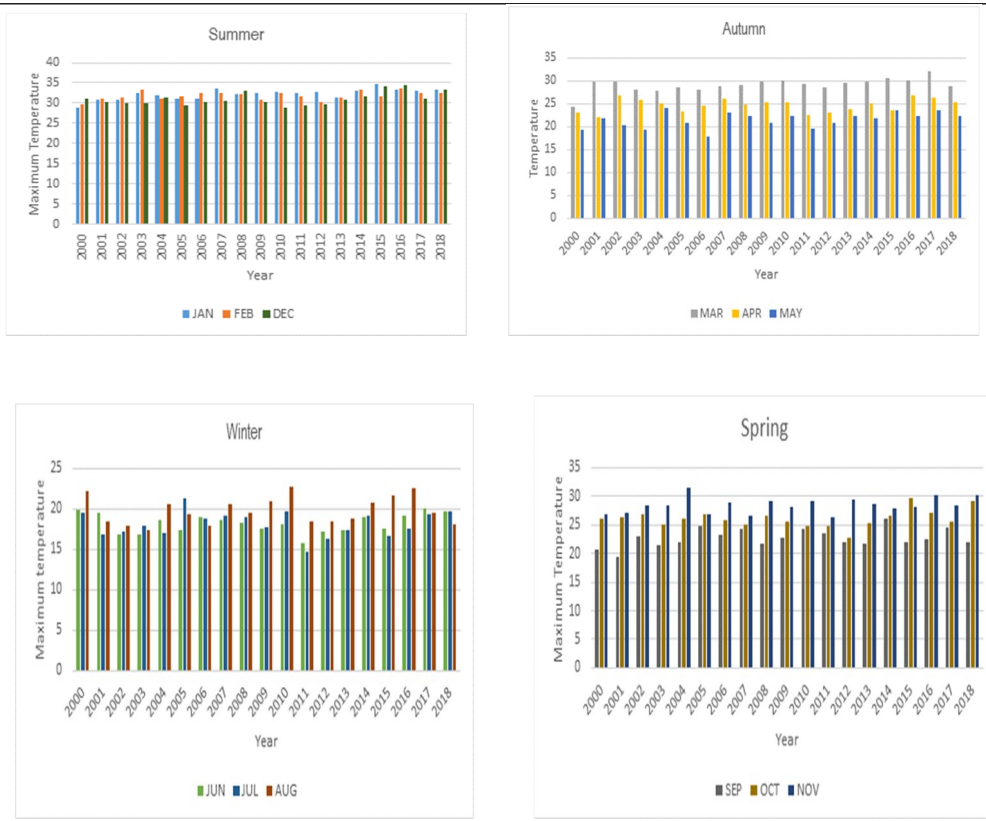 Summer
Maximum Temperature
40
35
30
25
20
15
10
5
0
2000 2001 2002 2003 2004 2005 2006 2007 2008 2009 2010 2011 2012 2013 2014 2015 2016 2017 2018
Year
JAN FEB DEC
Autumn
Temperature
35
30
25
20
15
10
5
0
2000 2001 2002 2003 2004 2005 2006 2007 2008 2009 2010 2011 2012 2013 2014 2015 2016 2017 2018
Year
MAR APR MAY
Winter
Maximum temperature
25
20
15
10
5
0
2000 2001 2002 2003 2004 2005 2006 2007 2008 2009 2010 2011 2012 2013 2014 2015 2016 2017 2018
Year
JUN JUL AUG
Spring
Maximum Temperature
35
30
25
20
15
10
5
0
2000 2001 2002 2003 2004 2005 2006 2007 2008 2009 2010 2011 2012 2013 2014 2015 2016 2017 2018
Year
SEP OCT NOV